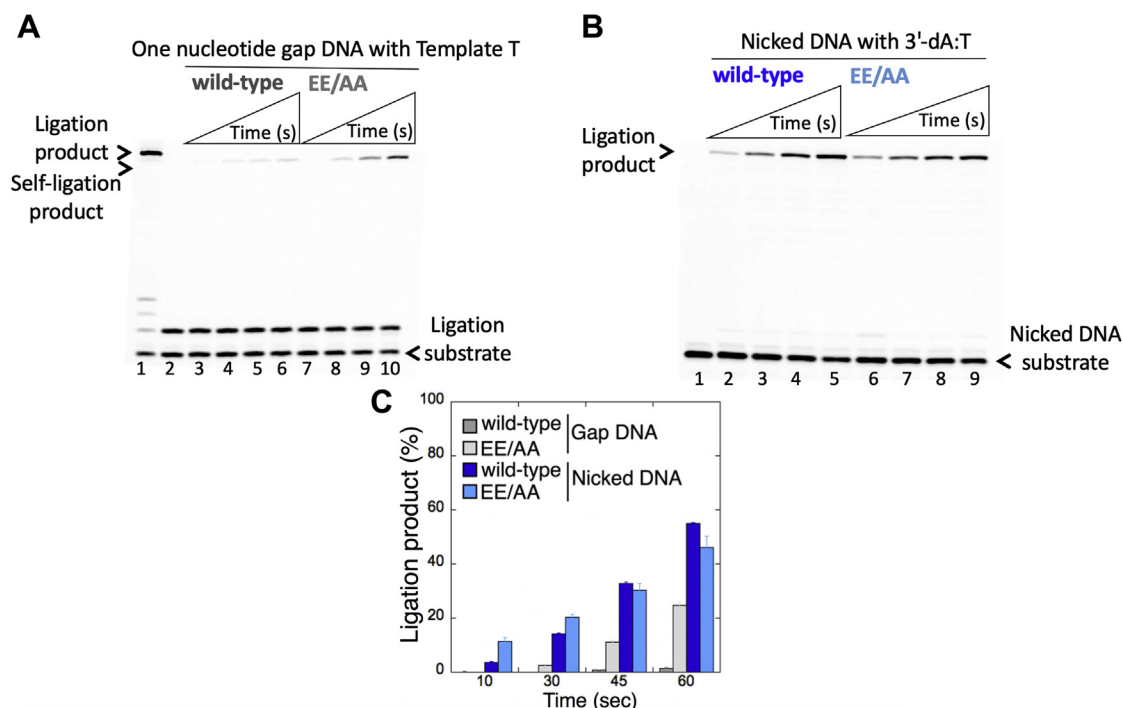 A
One nucleotide gap DNA with Template T
wild-type EE/AA
Time (s) Time (s)
Ligation
product
Self-ligation
product
Ligation
substrate
1 2 3 4 5 6 7 8 9 10
B
Nicked DNA with 3'-dA:T
wild-type EE/AA
Time (s) Time (s)
Ligation
product
Nicked DNA
substrate
1 2 3 4 5 6 7 8 9
C
Ligation product (%)
100
80
60
40
20
0
wild-type
EE/AA
Gap DNA
wild-type
EE/AA
Nicked DNA
10 30 45 60
Time (sec)